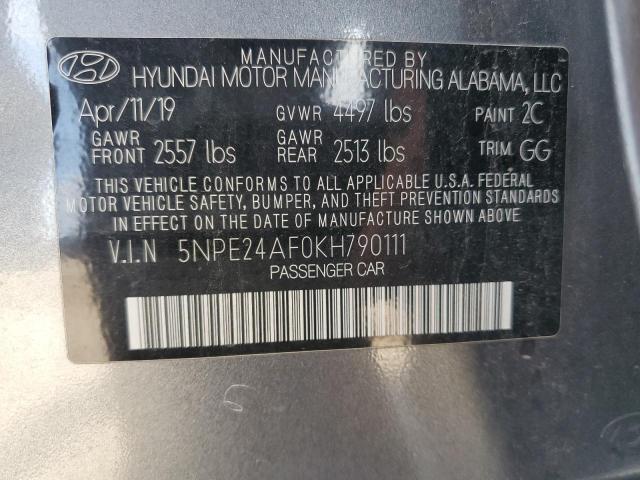 MANUFACTURED BY
HYUNDAI MOTOR MANUFACTURING ALABAMA, LLC
Apr/11/19 GVWR 4497 lbs PAINT 2C
GAWR FRONT 2557 lbs GAWR REAR 2513 lbs TRIM GG
THIS VEHICLE CONFORMS TO ALL APPLICABLE U.S.A. FEDERAL
MOTOR VEHICLE SAFETY, BUMPER, AND THEFT PREVENTION STANDARDS
IN EFFECT ON THE DATE OF MANUFACTURE SHOWN ABOVE.
V.I.N 5NPE24AF0KH790111
PASSENGER CAR